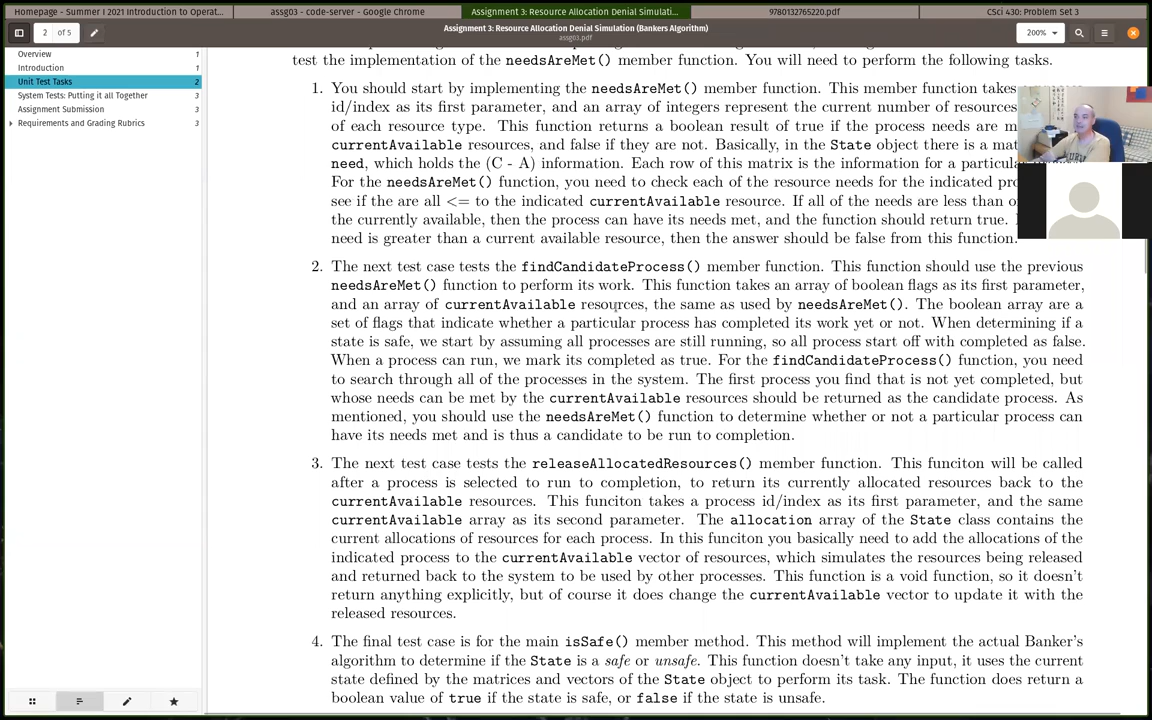 Homepage - Summer I 2021 Introduction to Operat...
assg03 - code-server - Google Chrome
Assignment 3: Resource Allocation Denial Simulati...
9780132765220.pdf
CSci 430: Problem Set 3
2 of 5
Assignment 3: Resource Allocation Denial Simulation (Bankers Algorithm)
assg03.pdf
200%
Overview 1
Introduction 1
Unit Test Tasks 2
System Tests: Putting it all Together 3
Assignment Submission 3
Requirements and Grading Rubrics 3
test the implementation of the needsAreMet() member function. You will need to perform the following tasks.
1. You should start by implementing the needsAreMet() member function. This member function takes
id/index as its first parameter, and an array of integers represent the current number of resources
of each resource type. This function returns a boolean result of true if the process needs are m
currentAvailable resources, and false if they are not. Basically, in the State object there is a mat
need, which holds the (C - A) information. Each row of this matrix is the information for a particula
For the needsAreMet() function, you need to check each of the resource needs for the indicated pro
see if the are all <= to the indicated currentAvailable resource. If all of the needs are less than o
the currently available, then the process can have its needs met, and the function should return true.
need is greater than a current available resource, then the answer should be false from this function.
2. The next test case tests the findCandidateProcess() member function. This function should use the previous
needsAreMet() function to perform its work. This function takes an array of boolean flags as its first parameter,
and an array of currentAvailable resources, the same as used by needsAreMet(). The boolean array are a
set of flags that indicate whether a particular process has completed its work yet or not. When determining if a
state is safe, we start by assuming all processes are still running, so all process start off with completed as false.
When a process can run, we mark its completed as true. For the findCandidateProcess() function, you need
to search through all of the processes in the system. The first process you find that is not yet completed, but
whose needs can be met by the currentAvailable resources should be returned as the candidate process. As
mentioned, you should use the needsAreMet() function to determine whether or not a particular process can
have its needs met and is thus a candidate to be run to completion.
3. The next test case tests the releaseAllocatedResources() member function. This funciton will be called
after a process is selected to run to completion, to return its currently allocated resources back to the
currentAvailable resources. This funciton takes a process id/index as its first parameter, and the same
currentAvailable array as its second parameter. The allocation array of the State class contains the
current allocations of resources for each process. In this funciton you basically need to add the allocations of the
indicated process to the currentAvailable vector of resources, which simulates the resources being released
and returned back to the system to be used by other processes. This function is a void function, so it doesn't
return anything explicitly, but of course it does change the currentAvailable vector to update it with the
released resources.
4. The final test case is for the main isSafe() member method. This method will implement the actual Banker's
algorithm to determine if the State is a safe or unsafe. This function doesn't take any input, it uses the current
state defined by the matrices and vectors of the State object to perform its task. The function does return a
boolean value of true if the state is safe, or false if the state is unsafe.